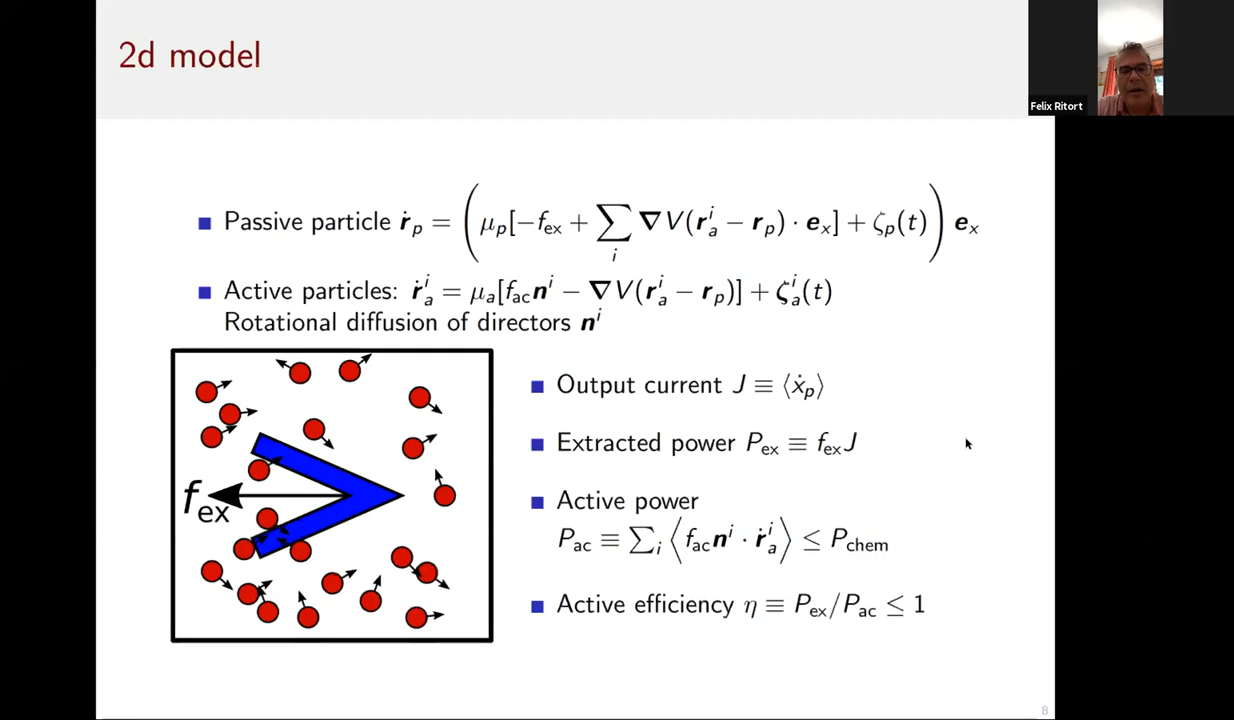 2d model
Felix Ritort
Passive particle ṙ_p = ( μ_p[−f_ex + ∑_i ∇V(r_a^i − r_p) · e_x] + ζ_p(t) ) e_x
Active particles: ṙ_a^i = μ_a[f_ac n^i − ∇V(r_a^i − r_p)] + ζ_a^i(t)
Rotational diffusion of directors n^i
f_ex
Output current J ≡ ⟨ẋ_p⟩
Extracted power P_ex ≡ f_ex J
Active power
P_ac ≡ ∑_i ⟨f_ac n^i · ṙ_a^i⟩ ≤ P_chem
Active efficiency η ≡ P_ex/P_ac ≤ 1
8